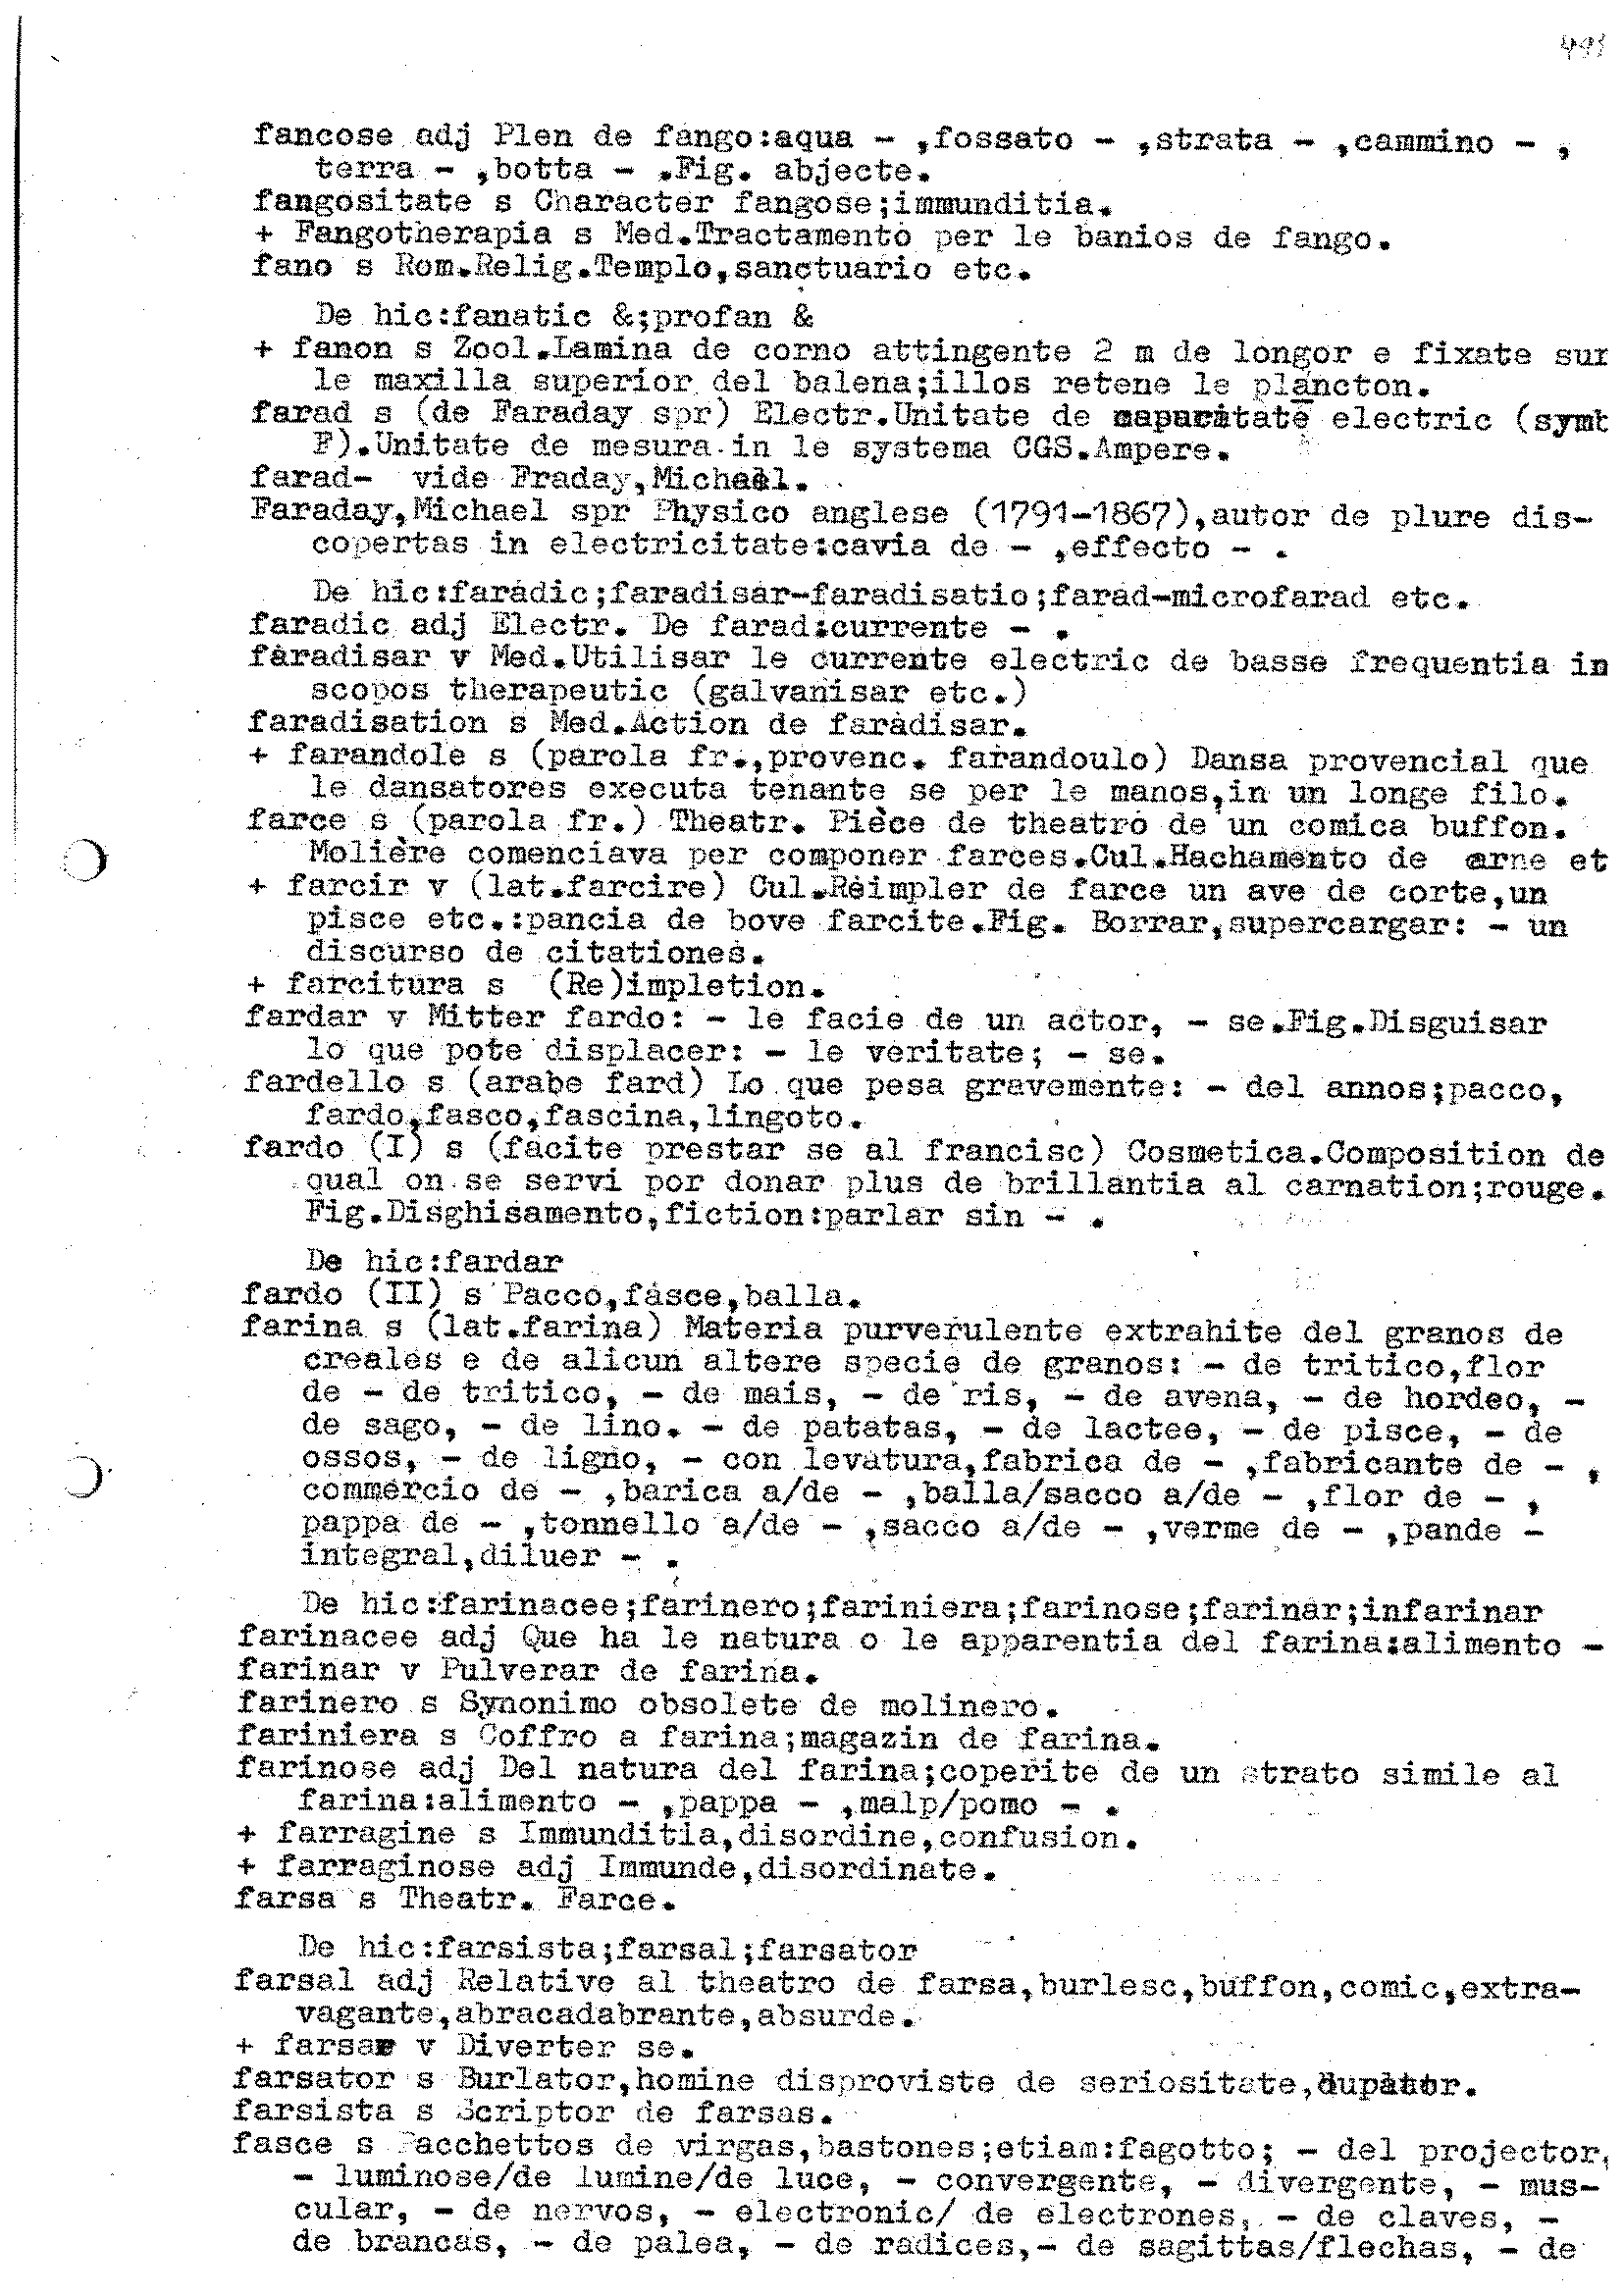 fancose adj Plen de fango:aqua - ,fossato - ,strata - ,cammino - ,
terra - ,botta - .Fig. abjecte.
fangositate s Character fangose;immunditia.
+ Fangotherapia s Med.Tractamento per le banios de fango.
fano s Rom.Relig.Templo,sanctuario etc.
De hic:fanatic &;profan &
+ fanon s Zool.Lamina de corno attingente 2 m de longor e fixate sur
le maxilla superior del balena;illos retene le plancton.
farad s (de Faraday spr) Electr.Unitate de capacitate electric (symb
F).Unitate de mesura in le systema CGS.Ampere.
farad- vide Fraday,Michael.
Faraday,Michael spr Physico anglese (1791-1867),autor de plure dis-
copertas in electricitate:cavia de - ,effecto - .
De hic:faradic;faradisar-faradisatio;farad-microfarad etc.
faradic adj Electr. De farad:currente - .
faradisar v Med.Utilisar le currente electric de basse frequentia in
scopos therapeutic (galvanisar etc.)
faradisation s Med.Action de faradisar.
+ farandole s (parola fr.,provenc. farandoulo) Dansa provencial que
le dansatores executa tenante se per le manos,in un longe filo.
farce s (parola fr.) Theatr. Pièce de theatro de un comica buffon.
Molière comenciava per componer farces.Cul.Hachamento de arne et
+ farcir v (lat.farcire) Cul.Reimpler de farce un ave de corte,un
pisce etc.:pancia de bove farcite.Fig. Borrar,supercargar: - un
discurso de citationes.
+ farcitura s (Re)impletion.
fardar v Mitter fardo: - le facie de un actor, - se.Fig.Disguisar
lo que pote displacer: - le veritate; - se.
fardello s (arabe fard) Lo que pesa gravemente: - del annos;pacco,
fardo,fasco,fascina,lingoto.
fardo (I) s (facite prestar se al francisc) Cosmetica.Composition de
qual on se servi por donar plus de brillantia al carnation;rouge.
Fig.Disghisamento,fiction:parlar sin - .
De hic:fardar
fardo (II) s Pacco,fasce,balla.
farina s (lat.farina) Materia purverulente extrahite del granos de
creales e de alicun altere specie de granos: - de tritico,flor
de - de tritico, - de mais, - de ris, - de avena, - de hordeo, -
de sago, - de lino. - de patatas, - de lactee, - de pisce, - de
ossos, - de ligno, - con levatura,fabrica de - ,fabricante de - ,
commercio de - ,barica a/de - ,balla/sacco a/de - ,flor de - ,
pappa de - ,tonnello a/de - ,sacco a/de - ,verme de - ,pande -
integral,diluer - .
De hic:farinacee;farinero;fariniera;farinose;farinar;infarinar
farinacee adj Que ha le natura o le apparentia del farina:alimento -
farinar v Pulverar de farina.
farinero s Synonimo obsolete de molinero.
fariniera s Coffro a farina;magazin de farina.
farinose adj Del natura del farina;coperite de un strato simile al
farina:alimento - ,pappa - ,malp/pomo - .
+ farragine s Immunditia,disordine,confusion.
+ farraginose adj Immunde,disordinate.
farsa s Theatr. Farce.
De hic:farsista;farsal;farsator
farsal adj Relative al theatro de farsa,burlesc,buffon,comic,extra-
vagante,abracadabrante,absurde.
+ farsar v Diverter se.
farsator s Burlator,homine disproviste de seriositate,dupator.
farsista s Scriptor de farsas.
fasce s Pacchettos de virgas,bastones;etiam:fagotto; - del projector,
- luminose/de lumine/de luce, - convergente, - divergente, - mus-
cular, - de nervos, - electronic/ de electrones, - de claves, -
de brancas, - de palea, - de radices,- de sagittas/flechas, - de